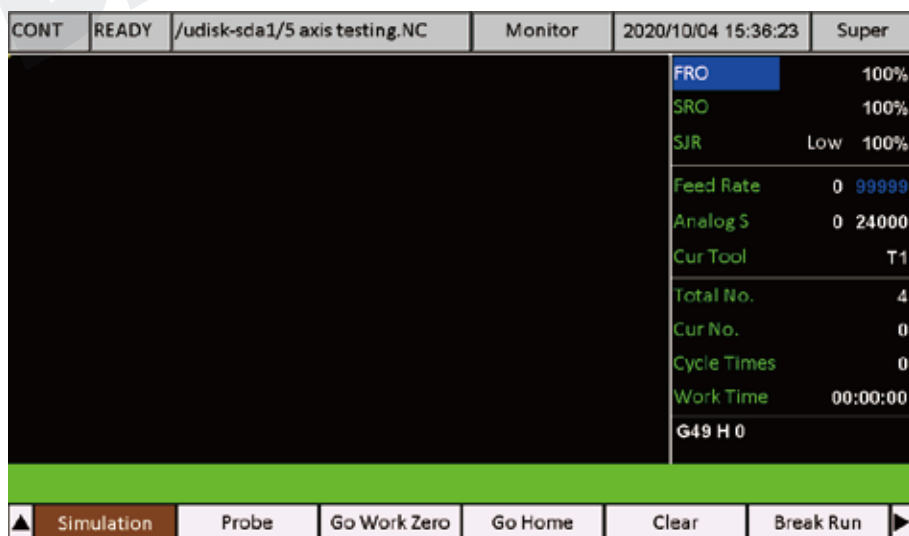 CONT READY /udisk-sda1/5 axis testing.NC Monitor 2020/10/04 15:36:23 Super
FRO 100%
SRO 100%
SJR Low 100%
Feed Rate 0 99999
Analog S 0 24000
Cur Tool T1
Total No. 4
Cur No. 0
Cycle Times 0
Work Time 00:00:00
G49 H 0
▲ Simulation Probe Go Work Zero Go Home Clear Break Run ▶